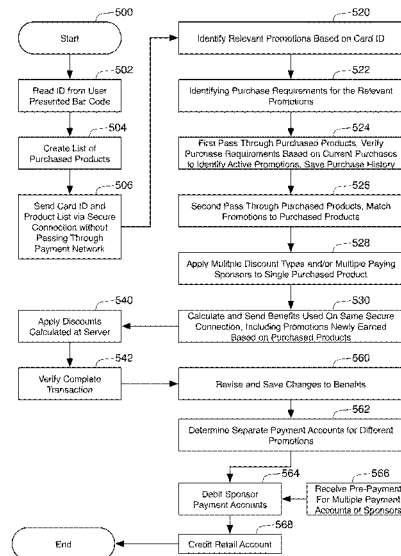 500
Start
502
Read ID from User
Presented Bar Code
504
Create List of
Purchased Products
506
Send Card ID and
Product List via Secure
Connection without
Passing Through
Payment Network
520
Identify Relevant Promotions Based on Card ID
522
Identifying Purchase Requirements for the Relevant
Promotions
524
First Pass Through Purchased Products, Verify
Purchase Requirements Based on Current Purchases
to Identify Active Promotions, Save Purchase History
526
Second Pass Through Purchased Products, Match
Promotions to Purchased Products
528
Apply Multiple Discount Types and/or Multiple Paying
Sponsors to Single Purchased Product
530
Calculate and Send Benefits Used On Same Secure
Connection, Including Promotions Newly Earned
Based on Purchased Products
540
Apply Discounts
Calculated at Server
542
Verify Complete
Transaction
560
Revise and Save Changes to Benefits
562
Determine Separate Payment Accounts for Different
Promotions
564
Debit Sponsor
Payment Accounts
566
Receive Pre-Payment
For Multiple Payment
Accounts of Sponsors
568
Credit Retail Account
End